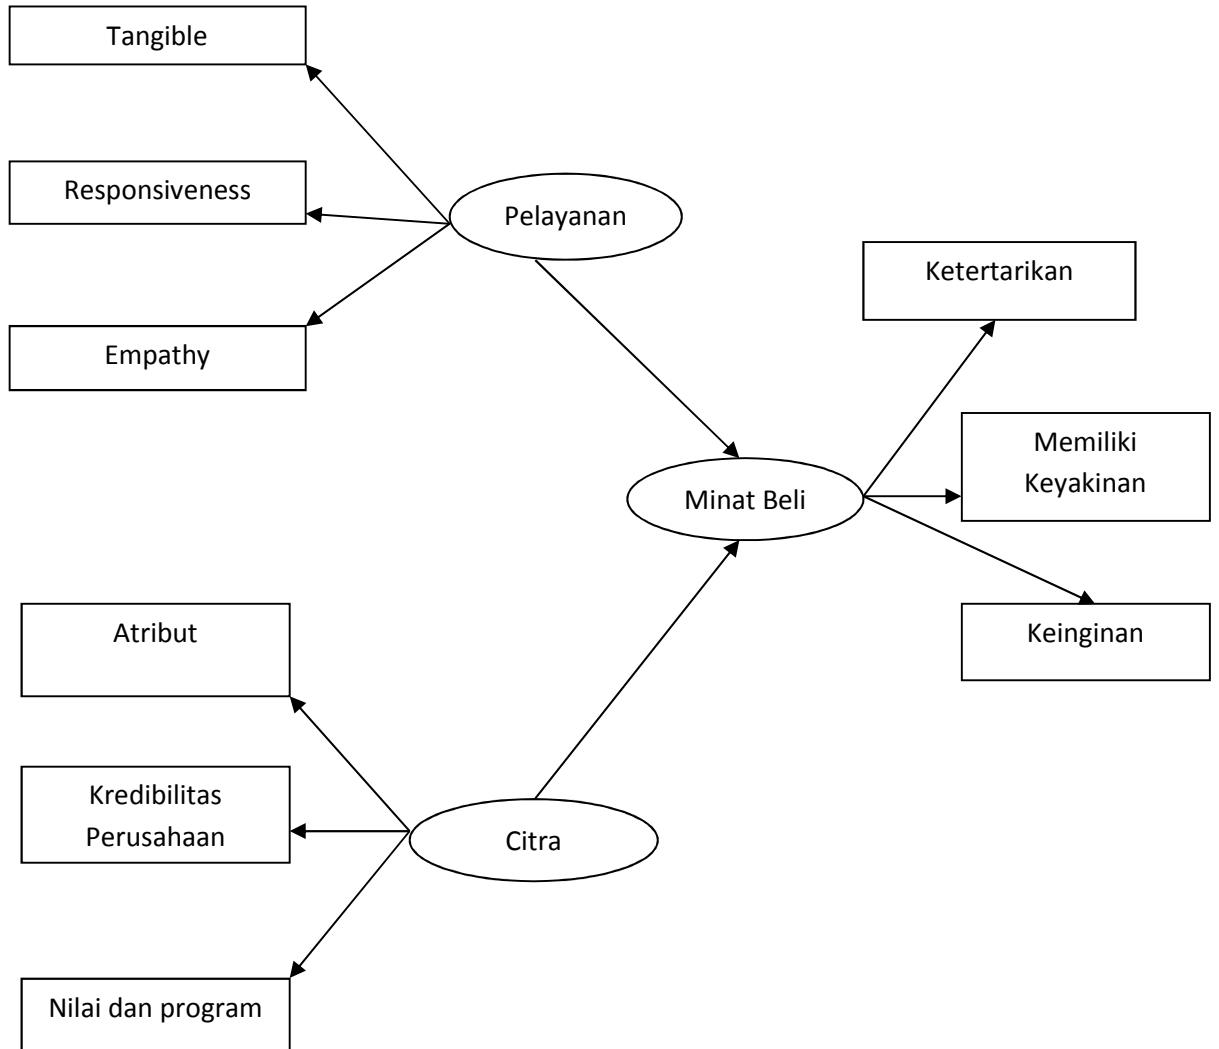 Tangible
Responsiveness
Pelayanan
Ketertarikan
Empathy
Memiliki
Keyakinan
Minat Beli
Atribut
Keinginan
Kredibilitas
Perusahaan
Citra
Nilai dan program